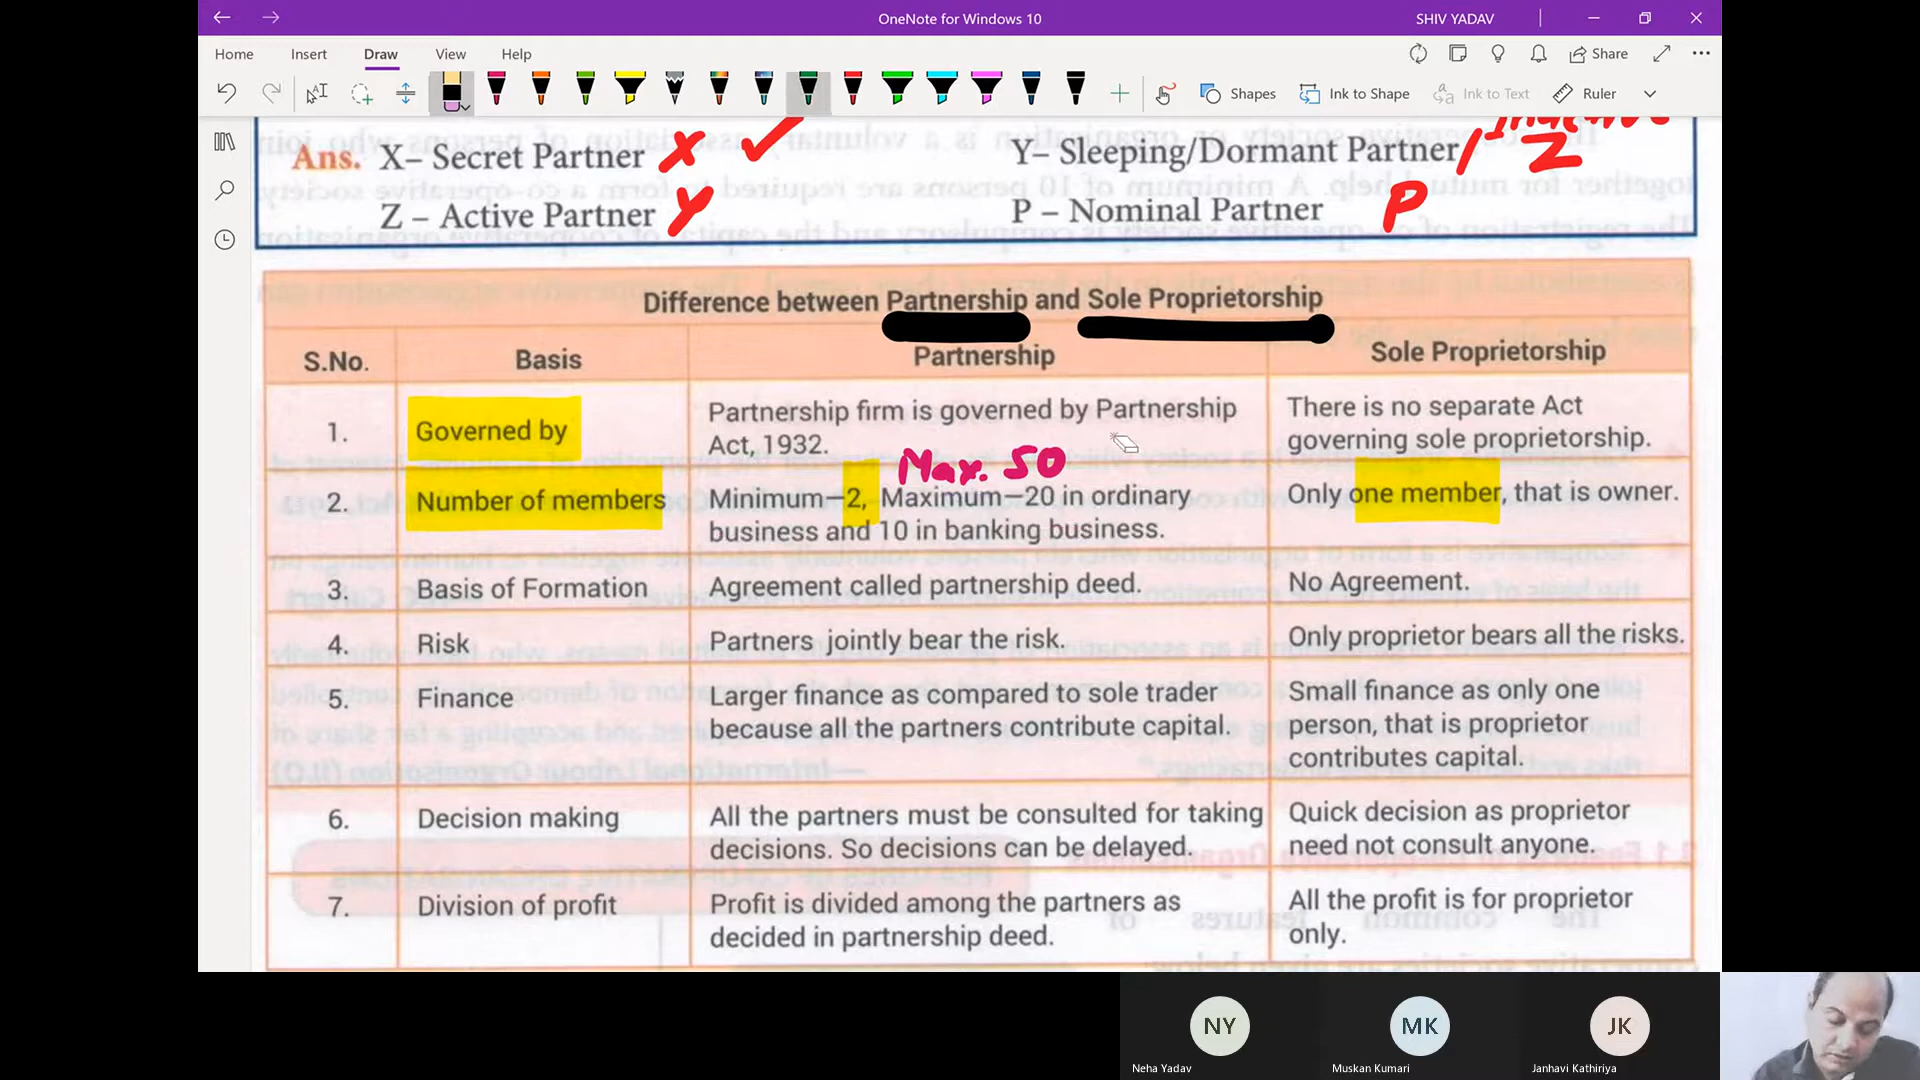 OneNote for Windows 10
SHIV YADAV
Home Insert Draw View Help
Share
Shapes Ink to Shape Ink to Text Ruler
Ans. X– Secret Partner X Y– Sleeping/Dormant Partner/ Z
Z – Active Partner Y P – Nominal Partner P
Difference between Partnership and Sole Proprietorship
S.No. Basis Partnership Sole Proprietorship
1. Governed by Partnership firm is governed by Partnership There is no separate Act
Act, 1932. governing sole proprietorship.
Max. 50
2. Number of members Minimum–2, Maximum–20 in ordinary Only one member, that is owner.
business and 10 in banking business.
3. Basis of Formation Agreement called partnership deed. No Agreement.
4. Risk Partners jointly bear the risk. Only proprietor bears all the risks.
5. Finance Larger finance as compared to sole trader Small finance as only one
because all the partners contribute capital. person, that is proprietor
contributes capital.
6. Decision making All the partners must be consulted for taking Quick decision as proprietor
decisions. So decisions can be delayed. need not consult anyone.
7. Division of profit Profit is divided among the partners as All the profit is for proprietor
decided in partnership deed. only.
NY MK JK
Neha Yadav Muskan Kumari Janhavi Kathiriya